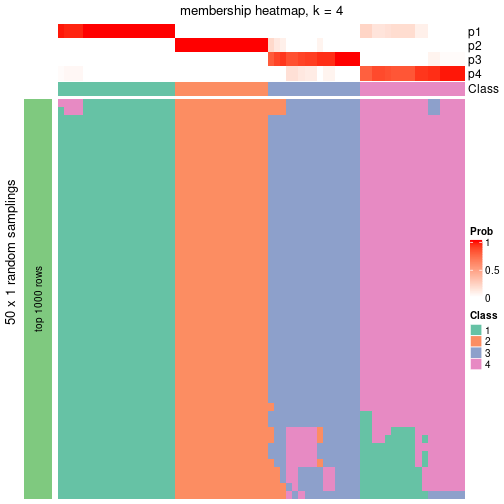 membership heatmap, k = 4
p1
p2
p3
p4
Class
50 x 1 random samplings
top 1000 rows
Prob
1
0.5
0
Class
1
2
3
4